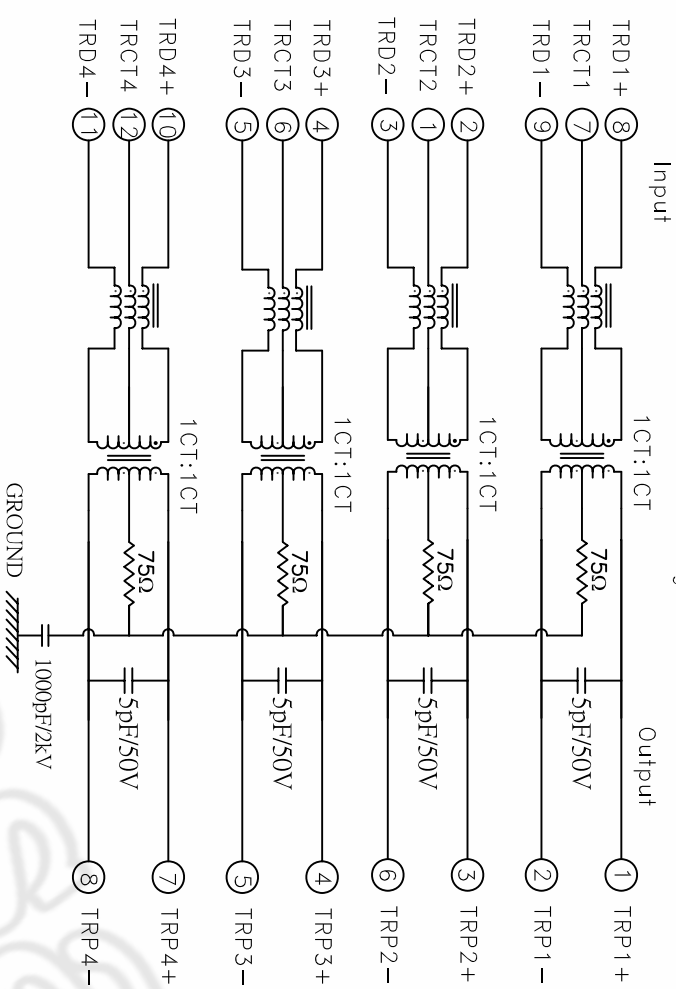 Input
Output
TRD1+
8
TRCT1
7
TRD1-
9
1CT:1CT
75Ω
5pF/50V
1
TRP1+
2
TRP1-
TRD2+
2
TRCT2
1
TRD2-
3
1CT:1CT
75Ω
5pF/50V
3
TRP2+
6
TRP2-
TRD3+
4
TRCT3
6
TRD3-
5
1CT:1CT
75Ω
5pF/50V
4
TRP3+
5
TRP3-
TRD4+
10
TRCT4
12
TRD4-
11
1CT:1CT
75Ω
5pF/50V
7
TRP4+
8
TRP4-
1000pF/2kV
GROUND